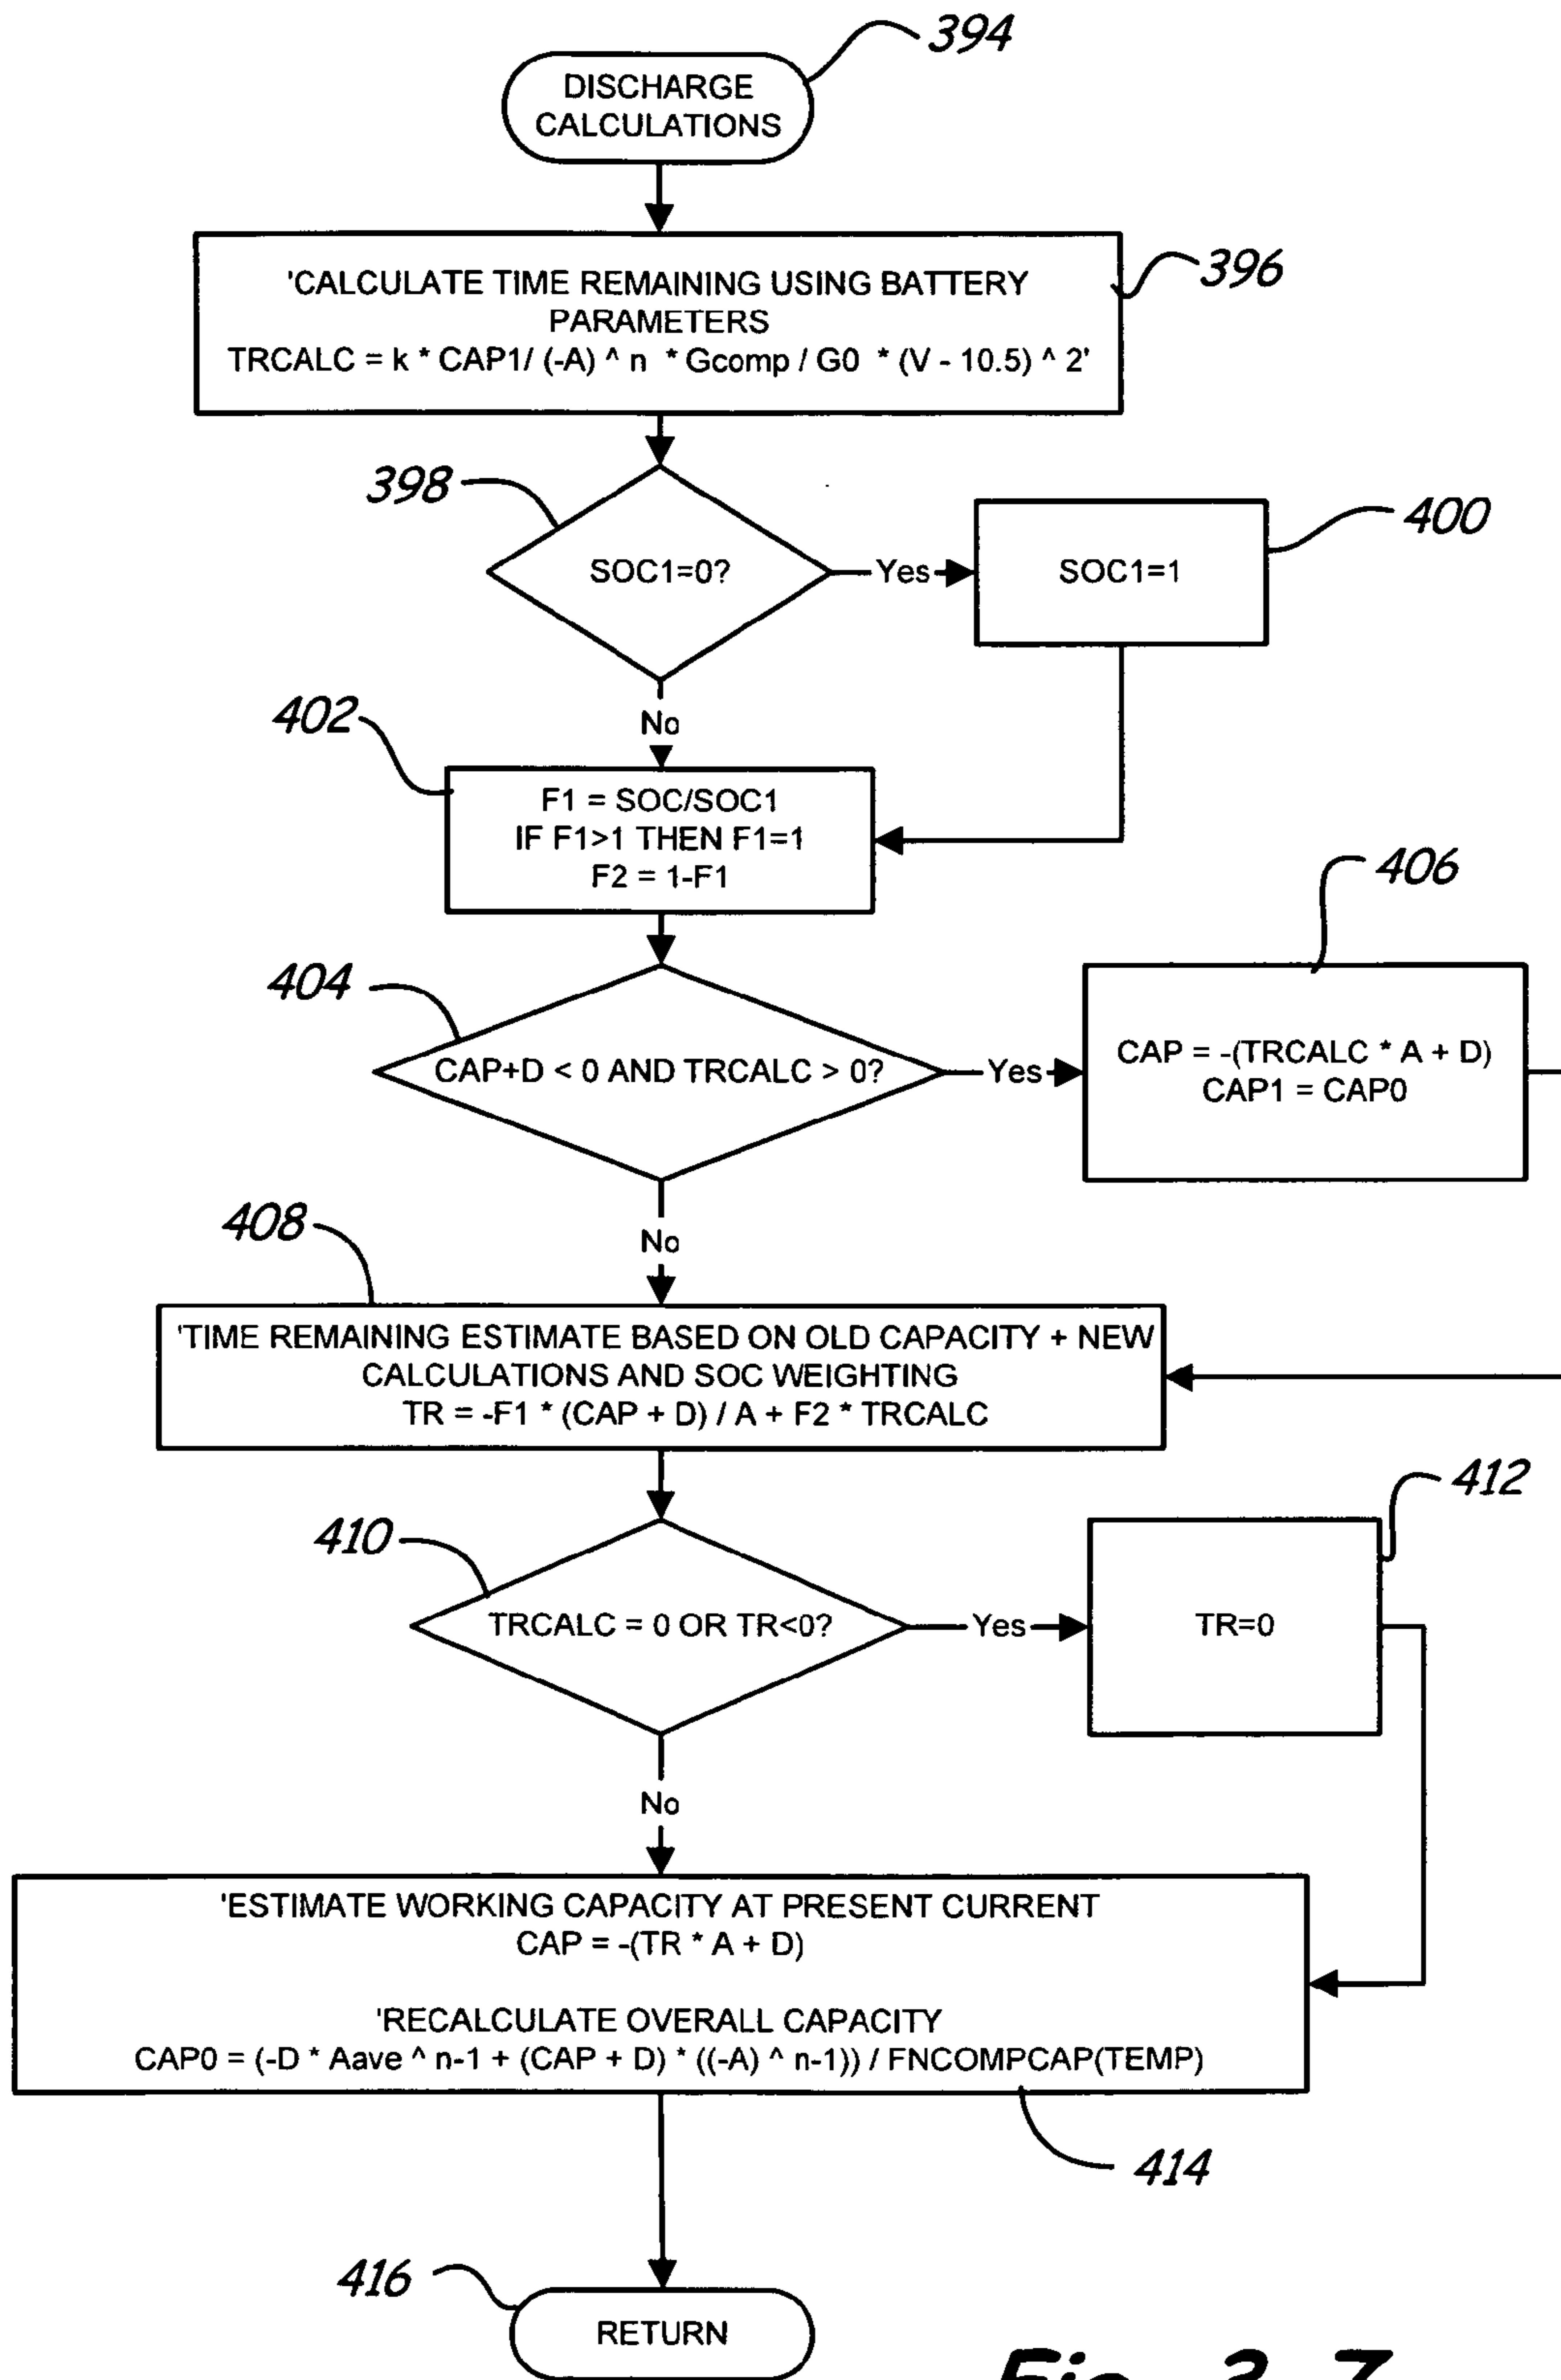 394
DISCHARGE
CALCULATIONS
'CALCULATE TIME REMAINING USING BATTERY
PARAMETERS
TRCALC = k * CAP1/ (-A) ^ n * Gcomp / G0 * (V - 10.5) ^ 2'
396
398
SOC1=0?
Yes
SOC1=1
400
No
402
F1 = SOC/SOC1
IF F1>1 THEN F1=1
F2 = 1-F1
404
CAP+D < 0 AND TRCALC > 0?
Yes
406
CAP = -(TRCALC * A + D)
CAP1 = CAP0
No
408
'TIME REMAINING ESTIMATE BASED ON OLD CAPACITY + NEW
CALCULATIONS AND SOC WEIGHTING
TR = -F1 * (CAP + D) / A + F2 * TRCALC
410
TRCALC = 0 OR TR<0?
Yes
412
TR=0
No
'ESTIMATE WORKING CAPACITY AT PRESENT CURRENT
CAP = -(TR * A + D)
'RECALCULATE OVERALL CAPACITY
CAP0 = (-D * Aave ^ n-1 + (CAP + D) * ((-A) ^ n-1)) / FNCOMPCAP(TEMP)
414
416
RETURN